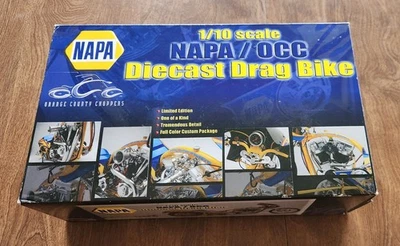 NAPA
1/10 scale
NAPA / OCC
Diecast Drag Bike
ORANGE COUNTY CHOPPERS
Limited Edition
One of a Kind
Tremendous Detail
Full Color Custom Package
NAPA